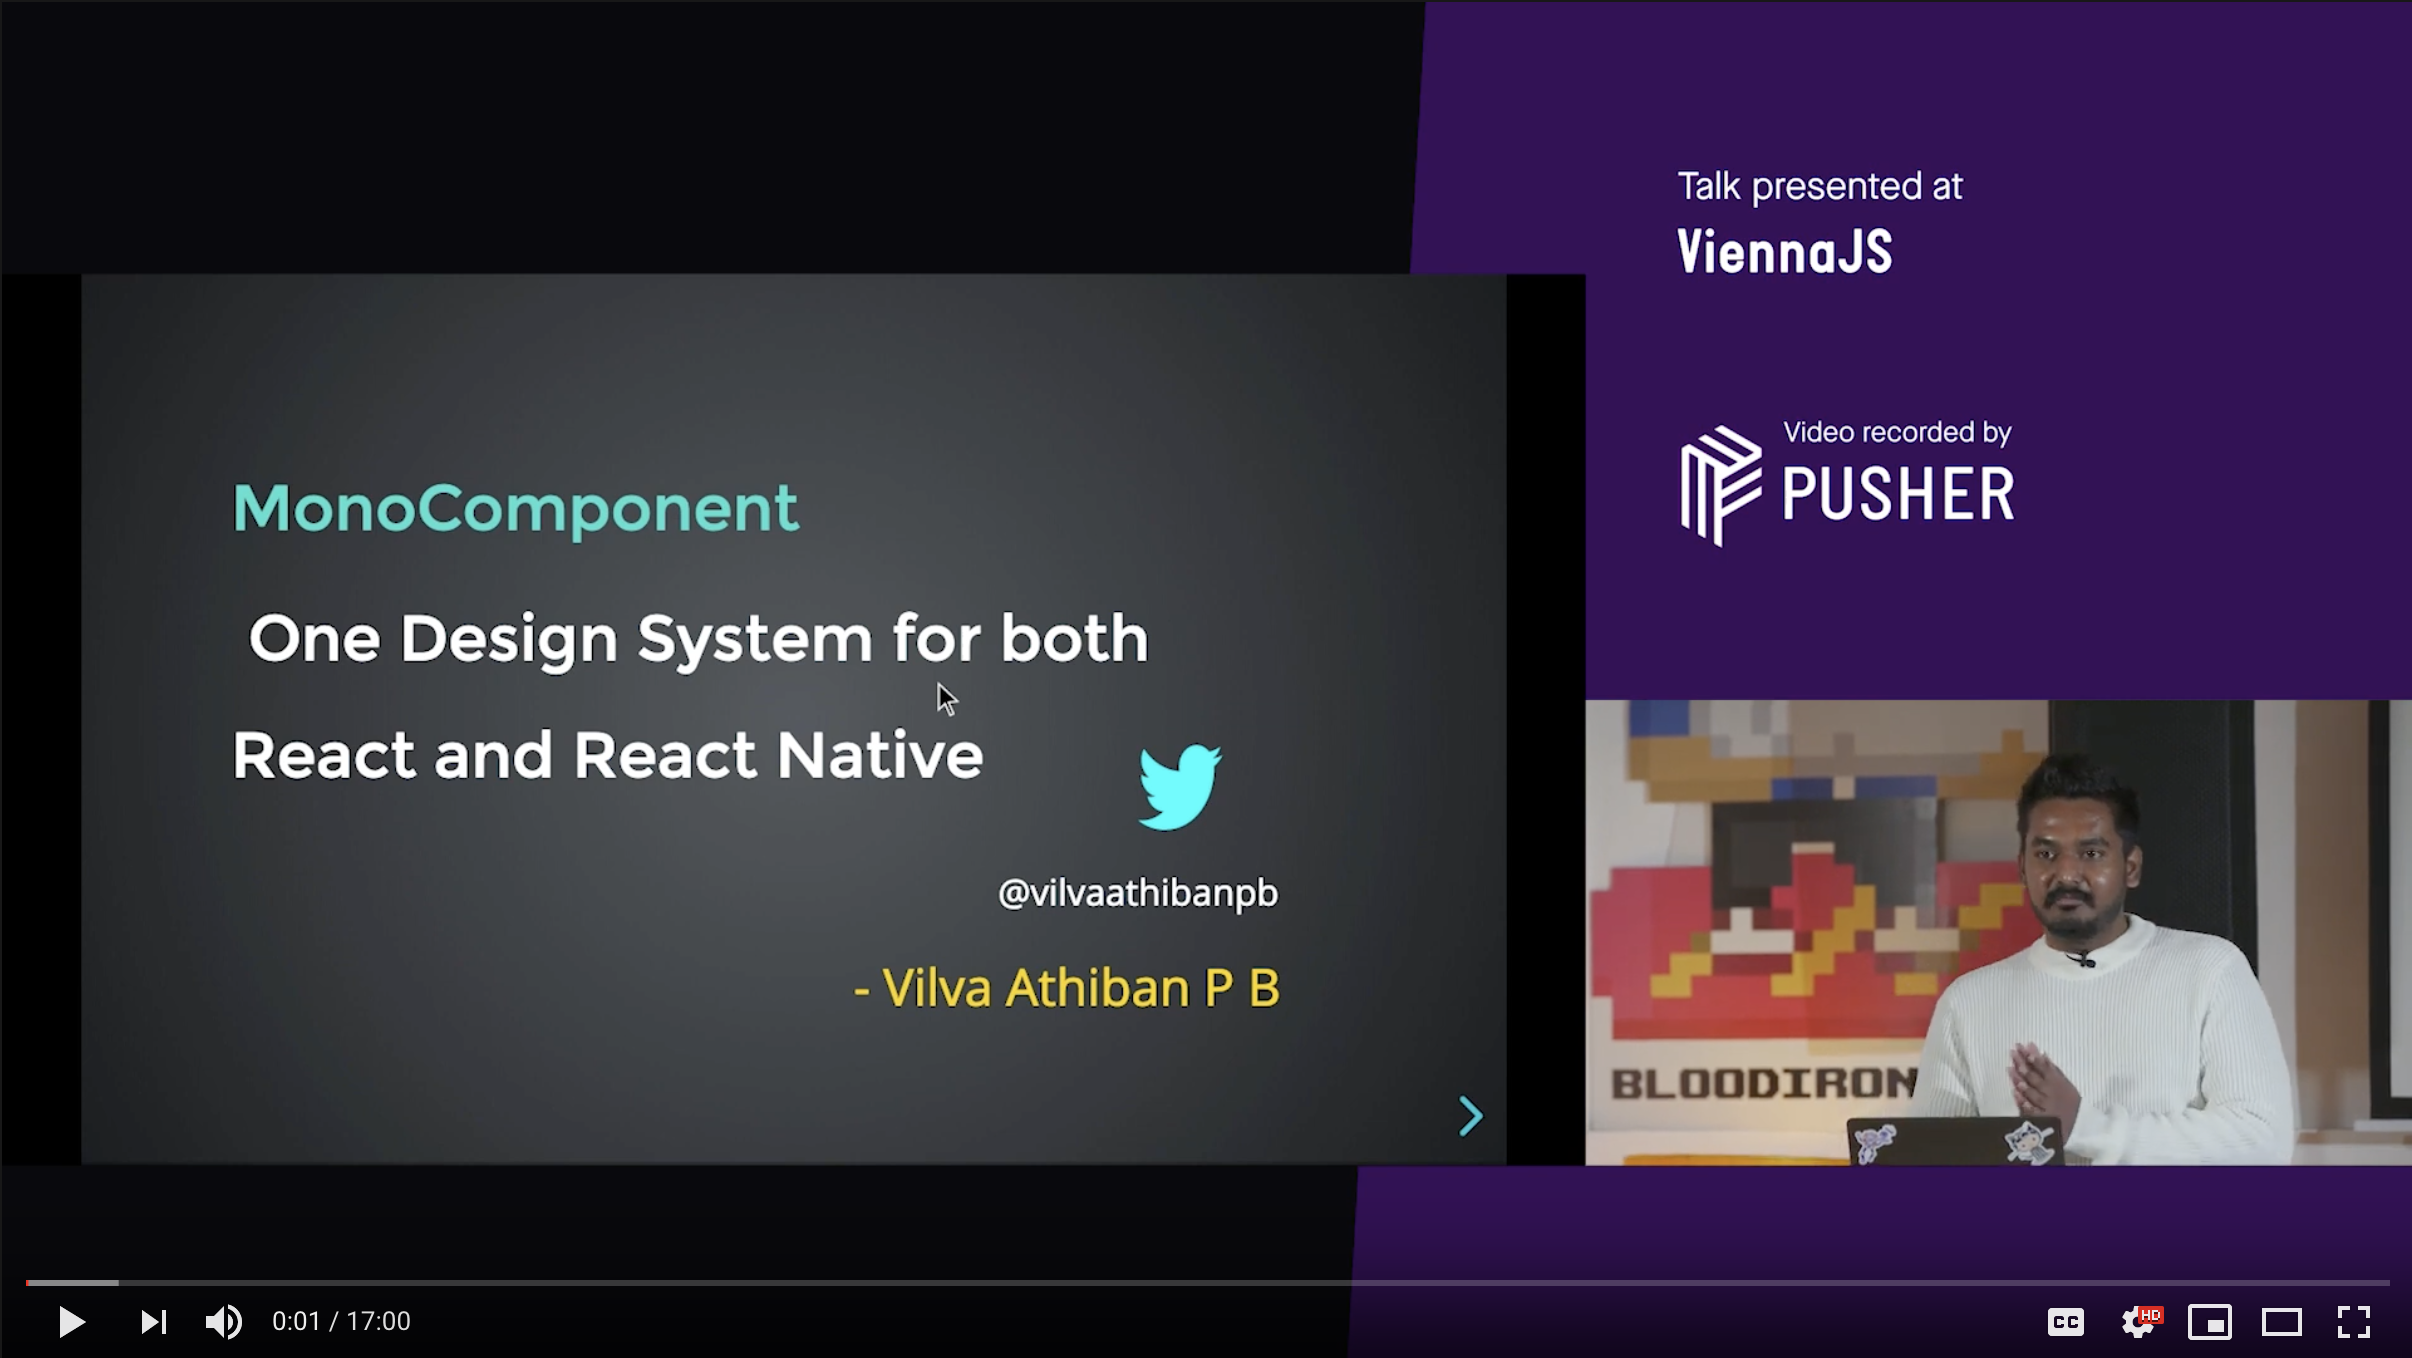 Talk presented at
ViennaJS
Video recorded by
PUSHER
MonoComponent
One Design System for both
React and React Native
@vilvaathibanpb
- Vilva Athiban P B
BLOODIRON
0:01 / 17:00
CC
HD